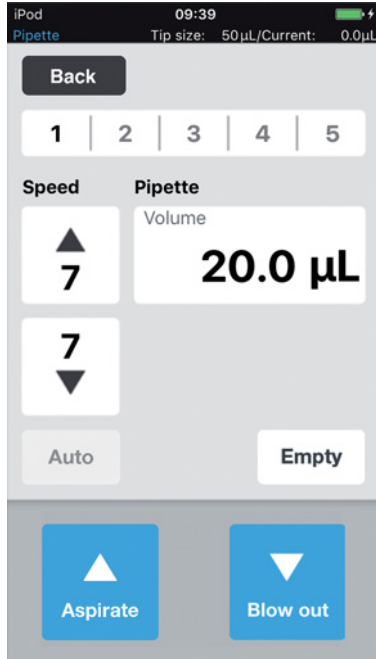 iPod 09:39
Pipette Tip size: 50µL/Current: 0.0µL
Back
1 2 3 4 5
Speed Pipette
Volume
7 20.0 µL
7
Auto Empty
Aspirate Blow out